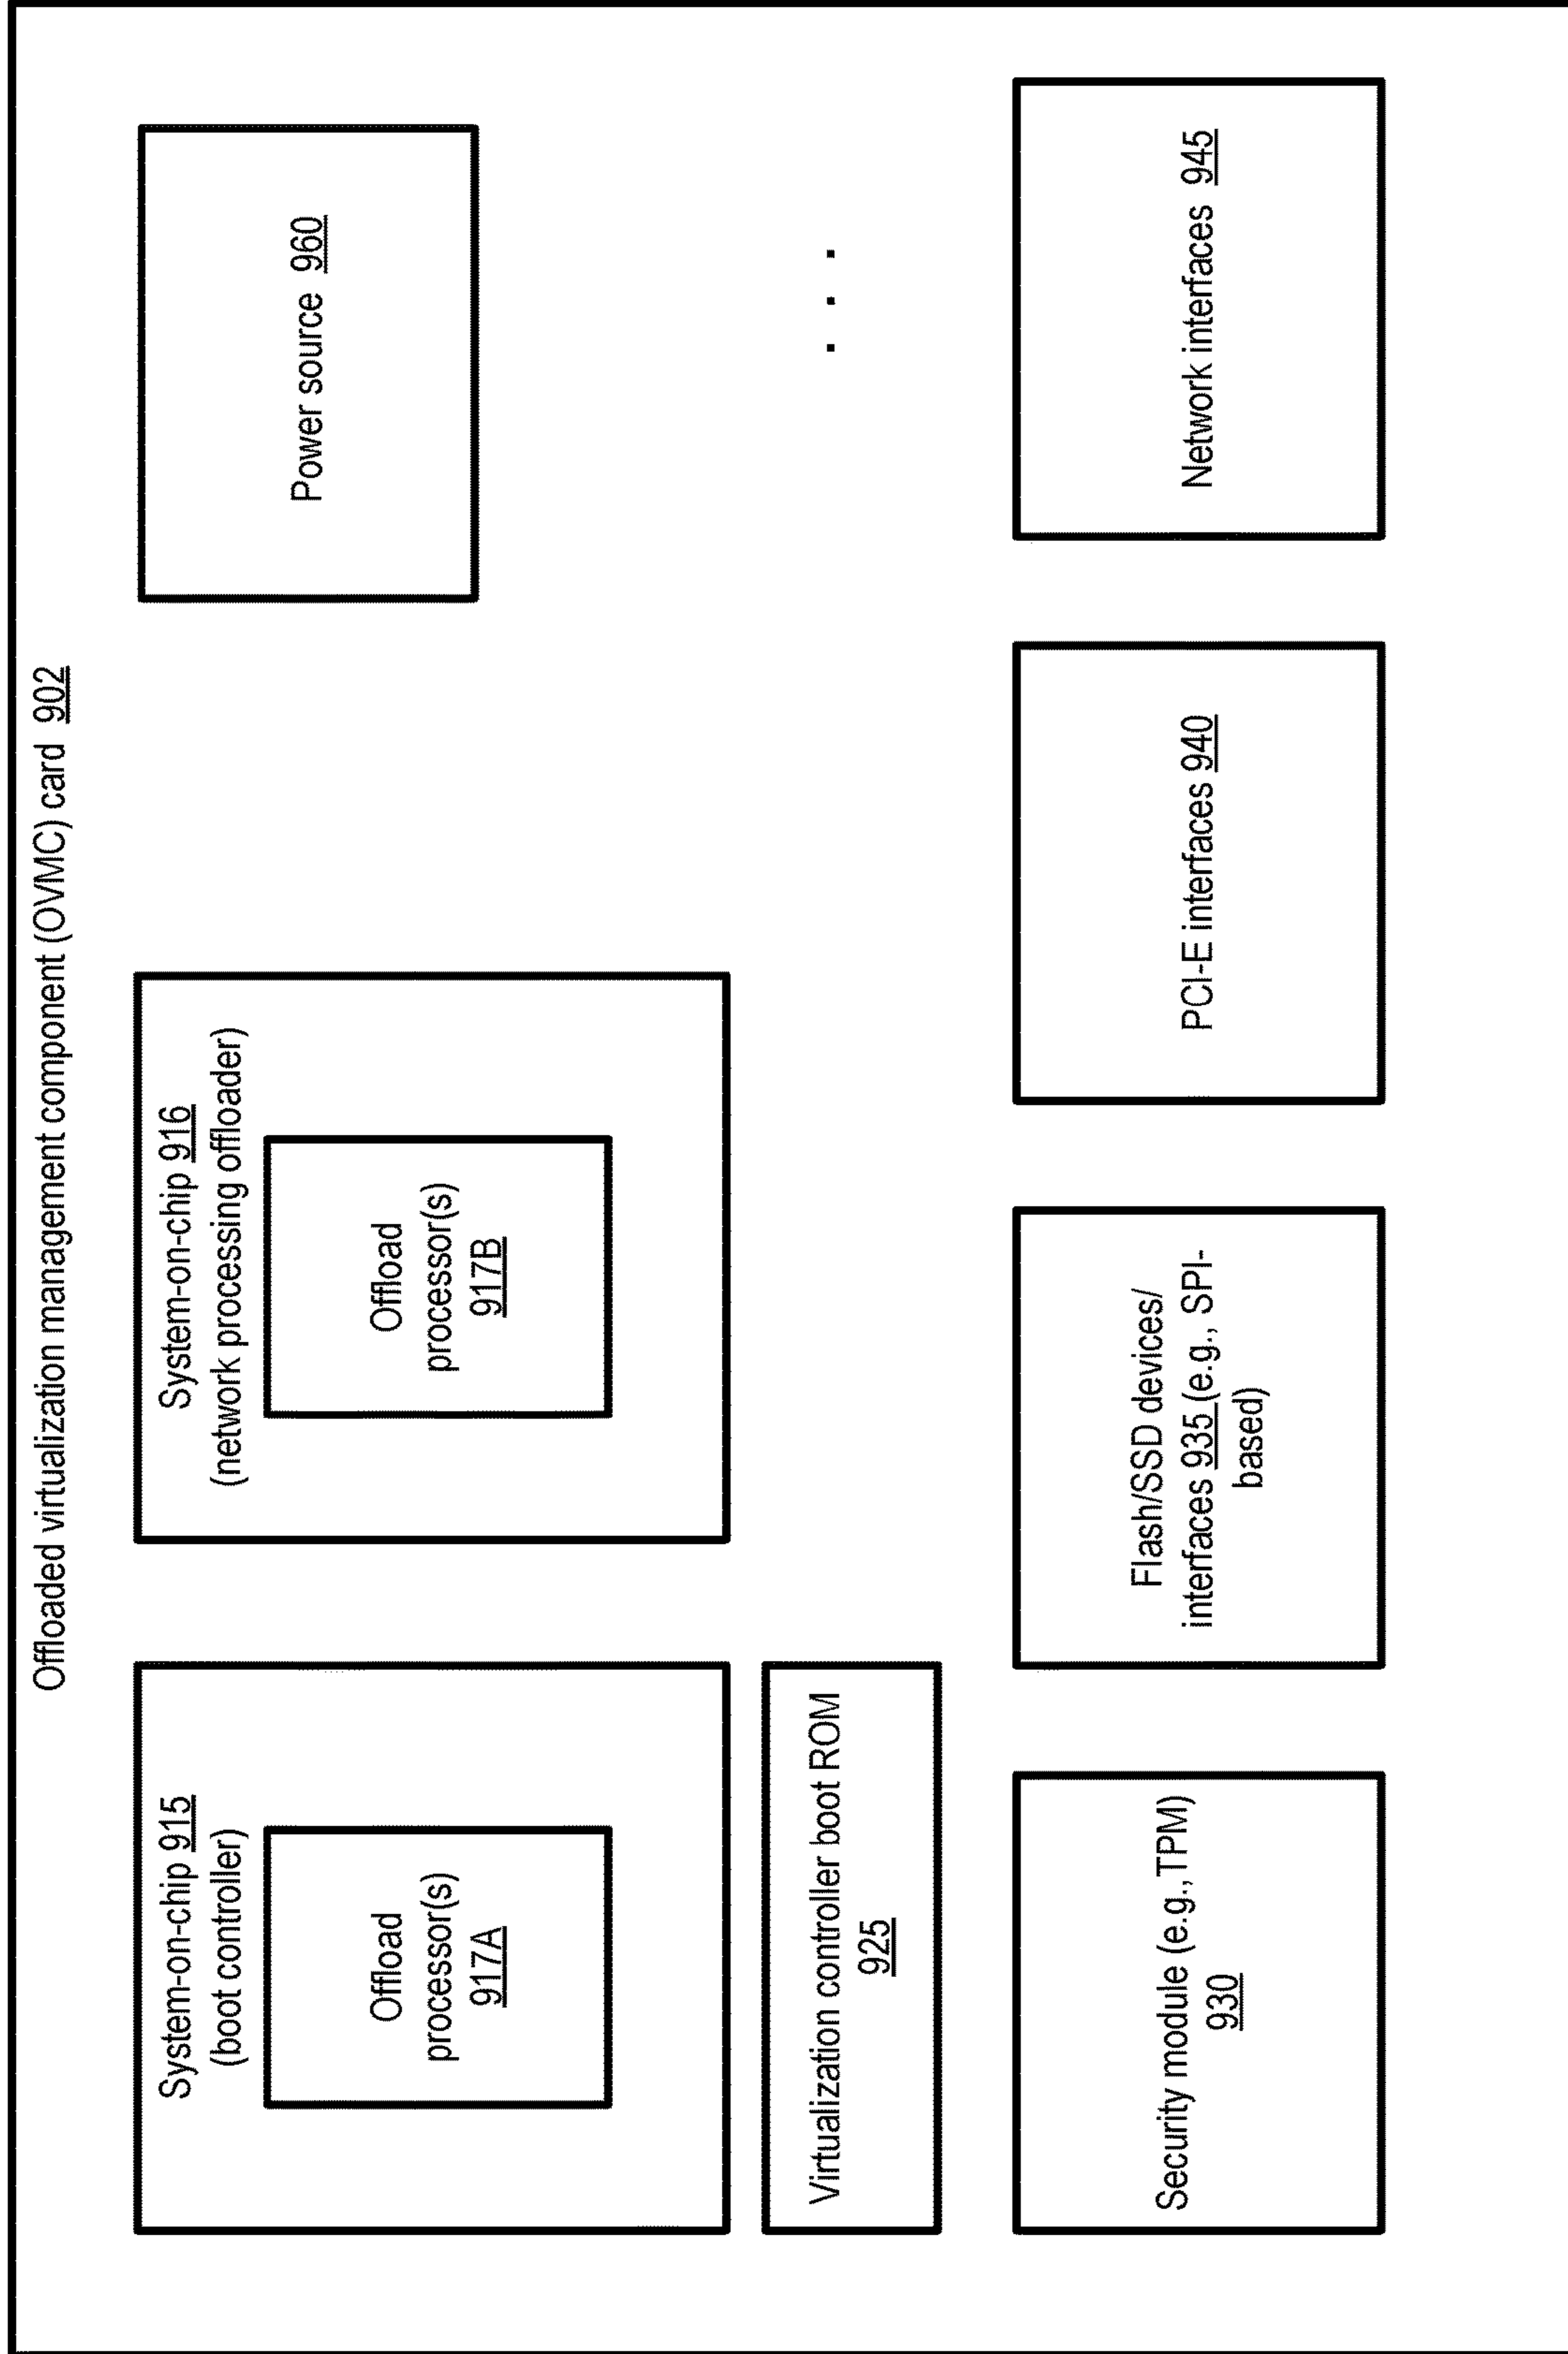 Offloaded virtualization management component (OVMC) card 902
System-on-chip 915
(boot controller)
Offload
processor(s)
917A
System-on-chip 916
(network processing offloader)
Offload
processor(s)
917B
Power source 960
Virtualization controller boot ROM
925
. . .
Security module (e.g.,TPM)
930
Flash/SSD devices/
interfaces 935 (e.g., SPI-
based)
PCI-E interfaces 940
Network interfaces 945